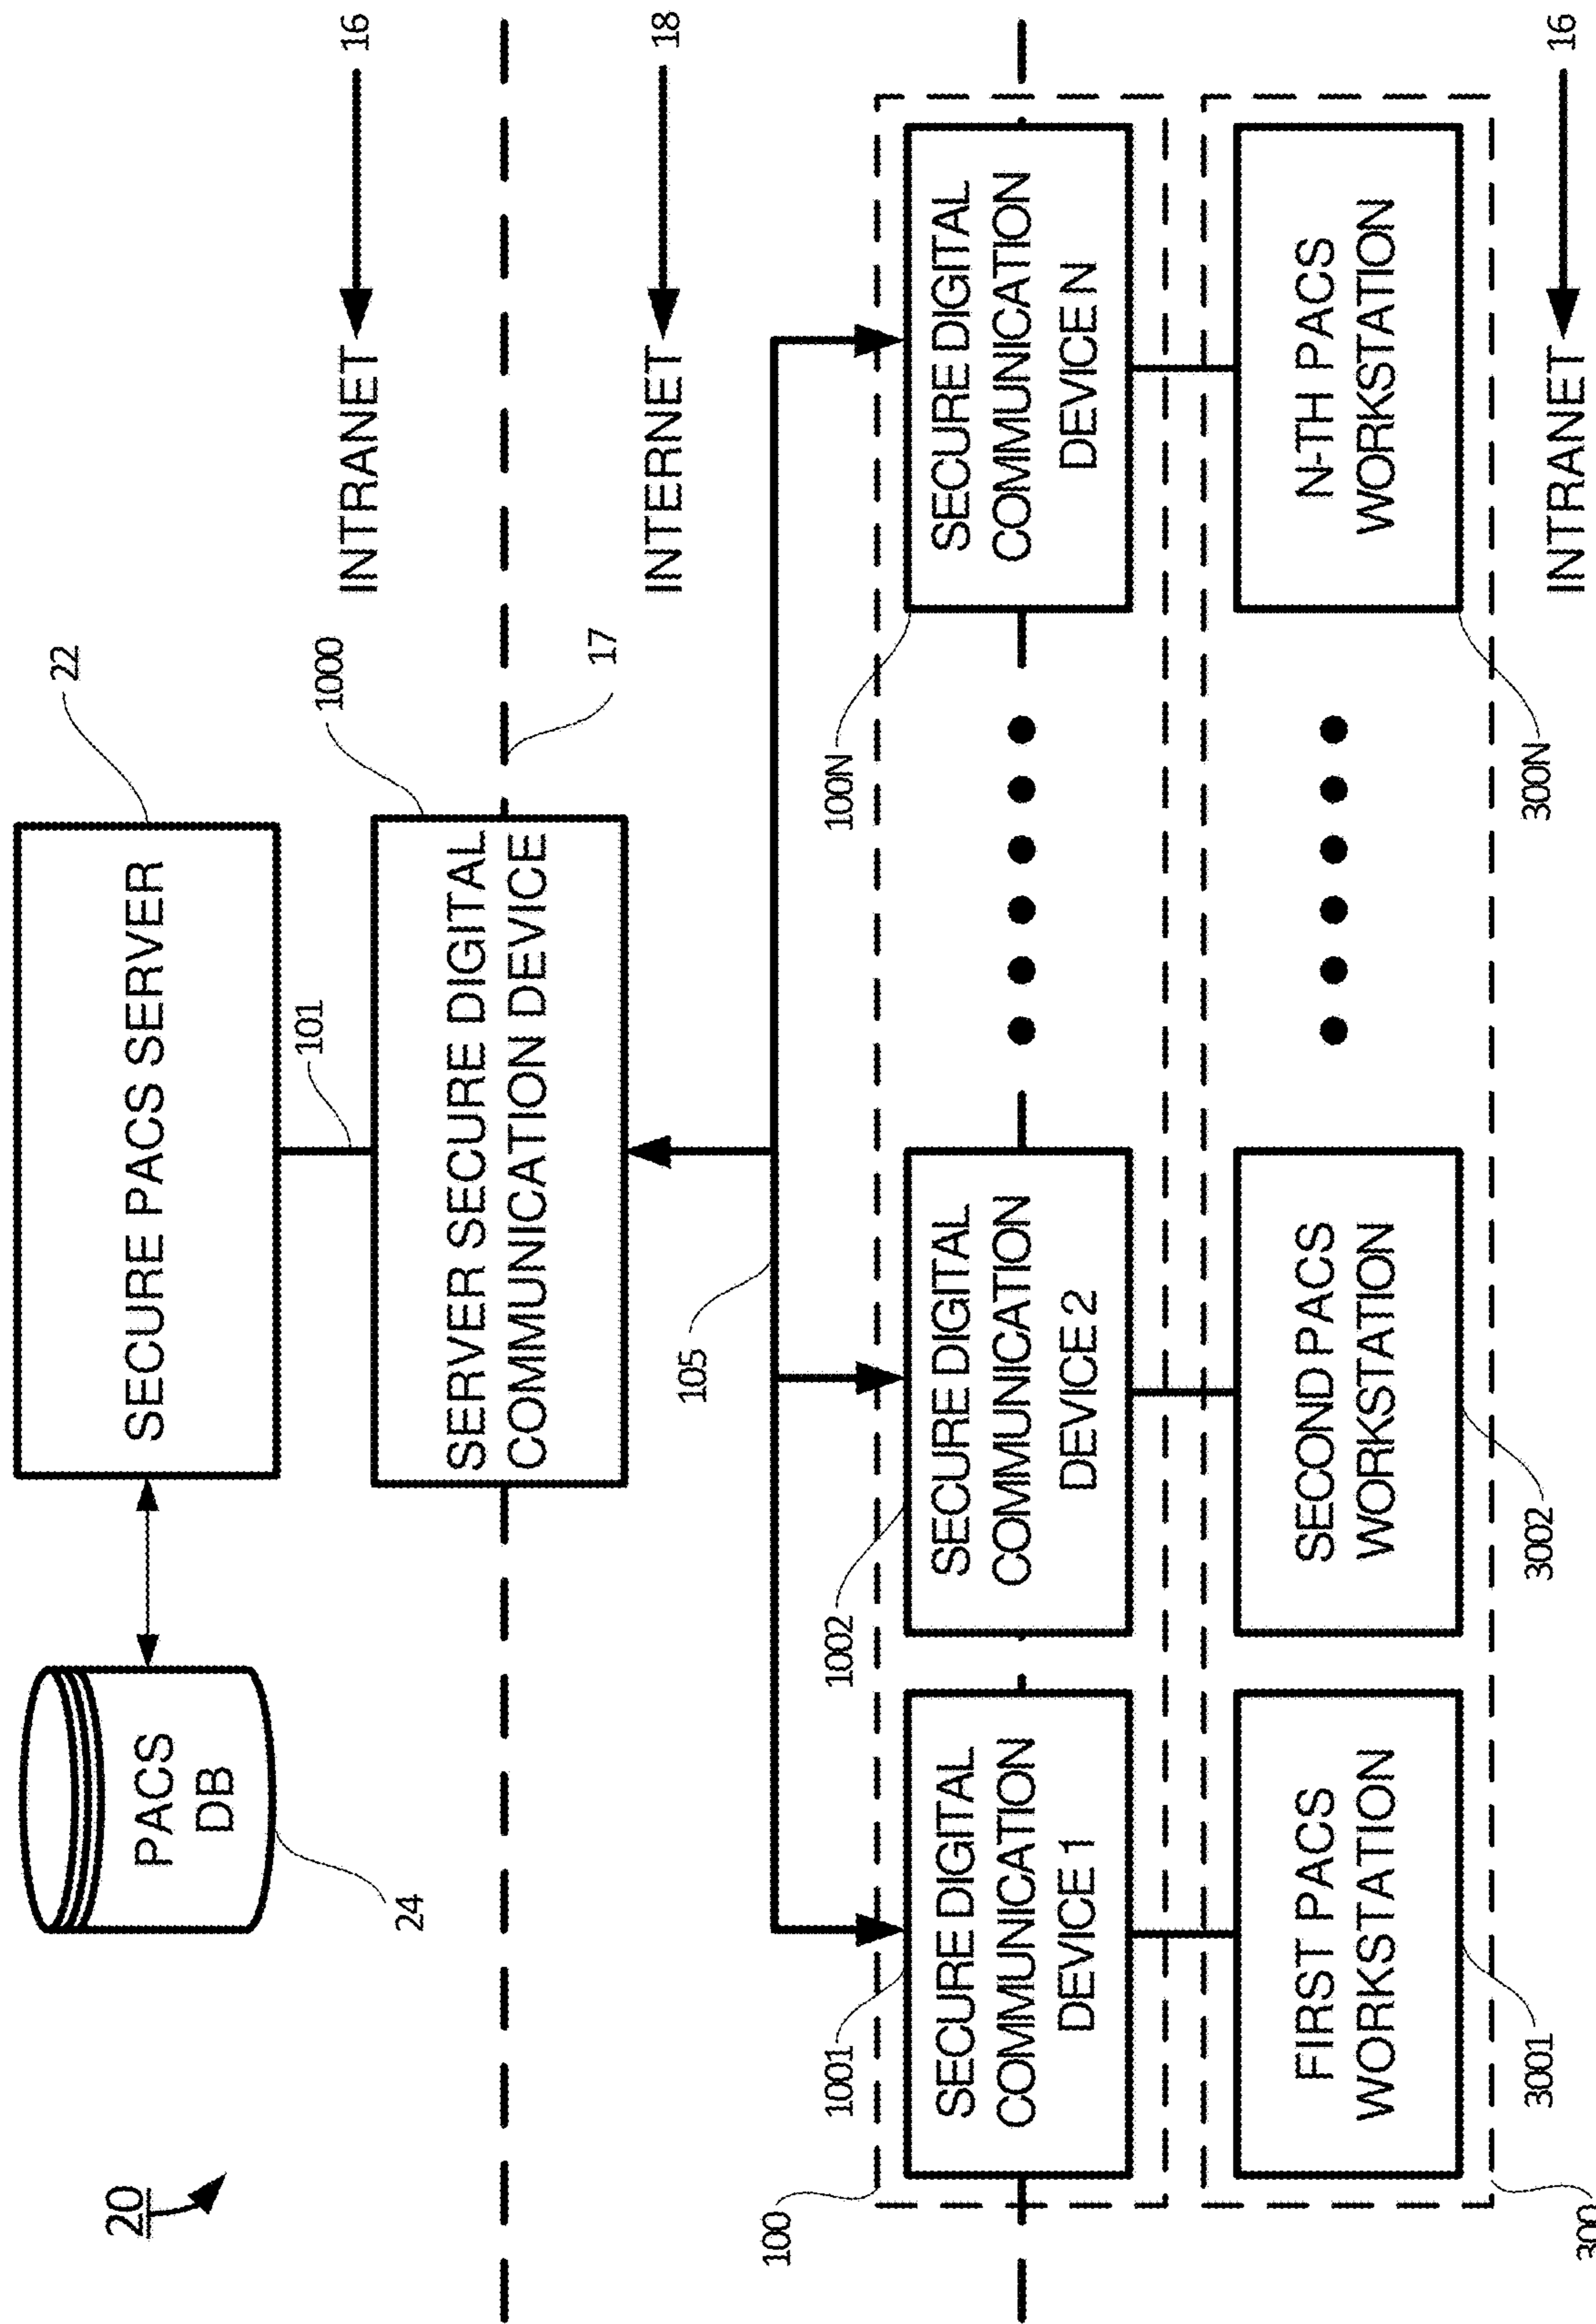 20
PACS
DB
24
SECURE PACS SERVER
22
INTRANET
16
101
SERVER SECURE DIGITAL
COMMUNICATION DEVICE
1000
17
INTERNET
18
105
100
1001
SECURE DIGITAL
COMMUNICATION
DEVICE 1
1002
SECURE DIGITAL
COMMUNICATION
DEVICE 2
100N
SECURE DIGITAL
COMMUNICATION
DEVICE N
FIRST PACS
WORKSTATION
SECOND PACS
WORKSTATION
N-TH PACS
WORKSTATION
300
3001
3002
300N
INTRANET
16